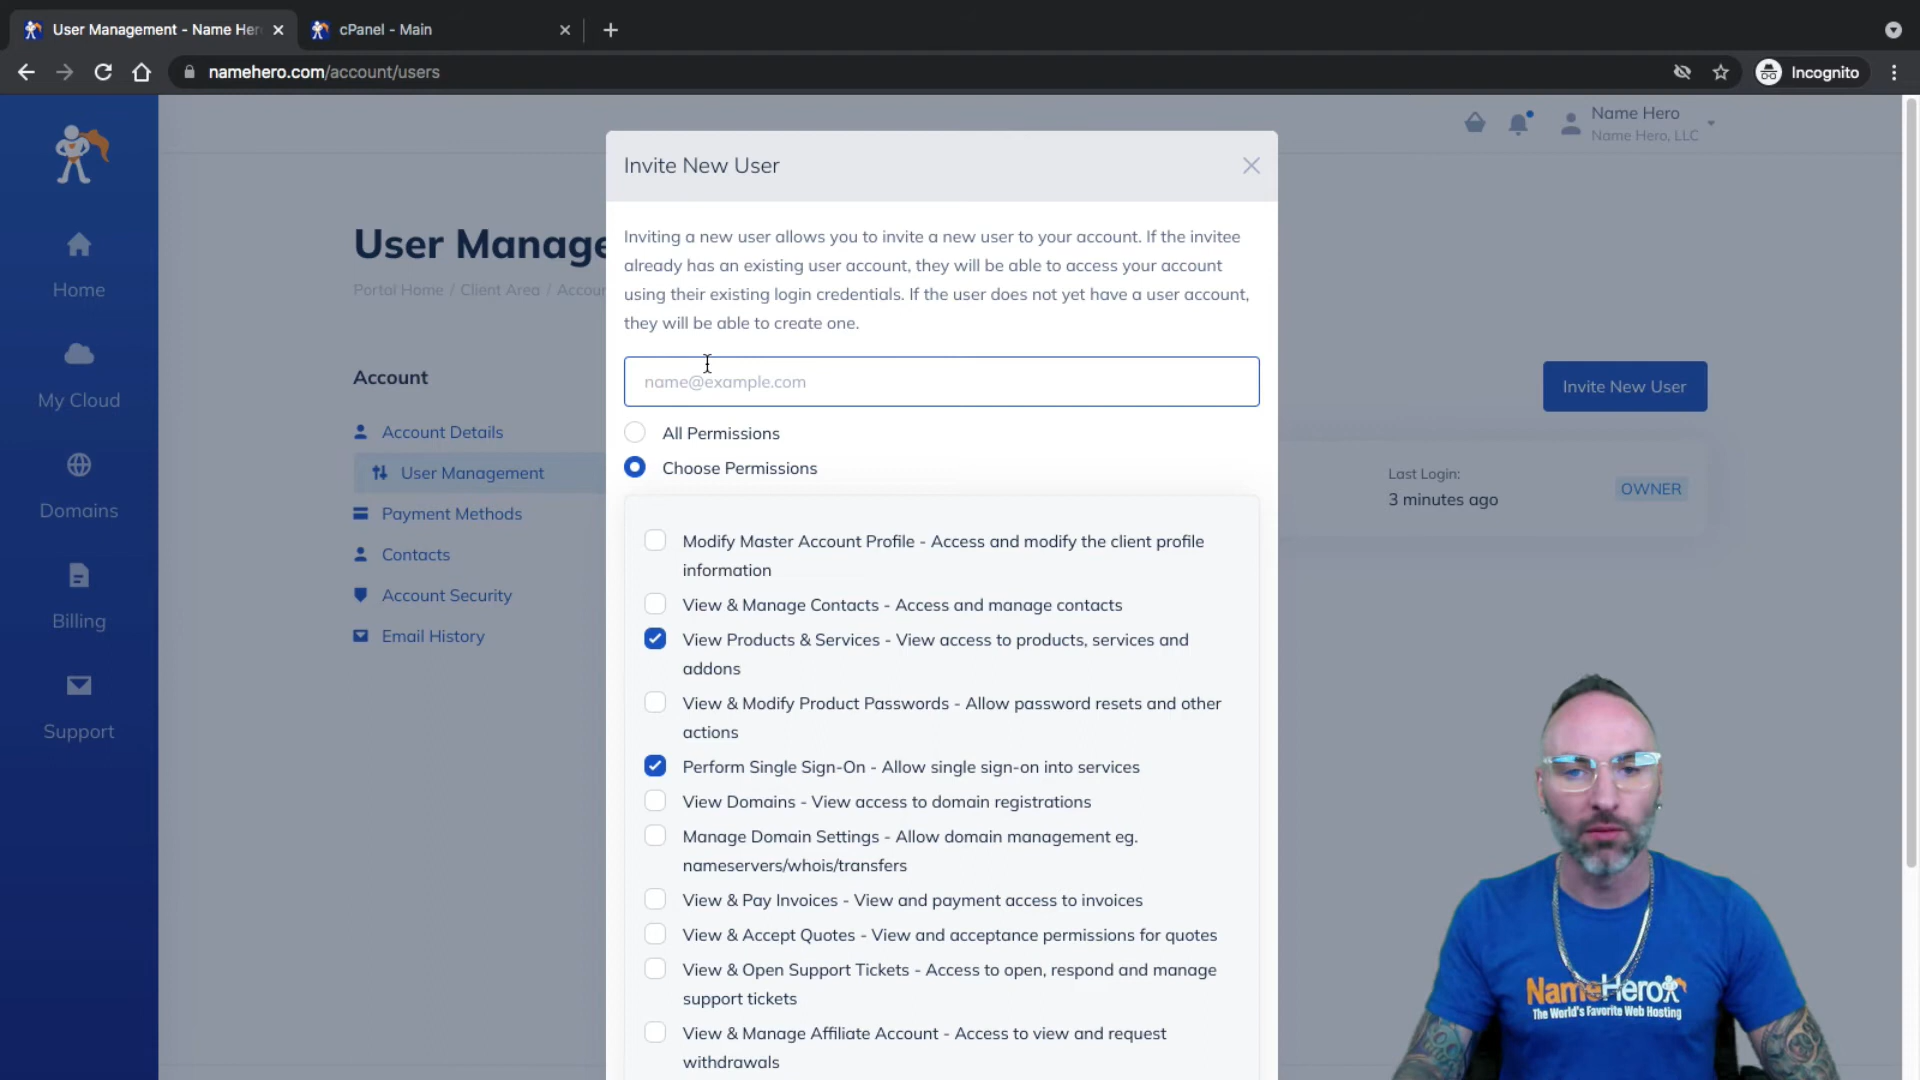 User Management - Name Her
cPanel - Main
namehero.com/account/users
Incognito
Name Hero
Name Hero, LLC
Home
My Cloud
Domains
Billing
Support
User Manage
Portal Home / Client Area / Accour
Account
Account Details
User Management
Payment Methods
Contacts
Account Security
Email History
Invite New User
Last Login:
3 minutes ago
OWNER
Invite New User
Inviting a new user allows you to invite a new user to your account. If the invitee
already has an existing user account, they will be able to access your account
using their existing login credentials. If the user does not yet have a user account,
they will be able to create one.
name@example.com
All Permissions
Choose Permissions
Modify Master Account Profile - Access and modify the client profile
information
View & Manage Contacts - Access and manage contacts
View Products & Services - View access to products, services and
addons
View & Modify Product Passwords - Allow password resets and other
actions
Perform Single Sign-On - Allow single sign-on into services
View Domains - View access to domain registrations
Manage Domain Settings - Allow domain management eg.
nameservers/whois/transfers
View & Pay Invoices - View and payment access to invoices
View & Accept Quotes - View and acceptance permissions for quotes
View & Open Support Tickets - Access to open, respond and manage
support tickets
View & Manage Affiliate Account - Access to view and request
withdrawals
NameHero
The World's Favorite Web Hosting